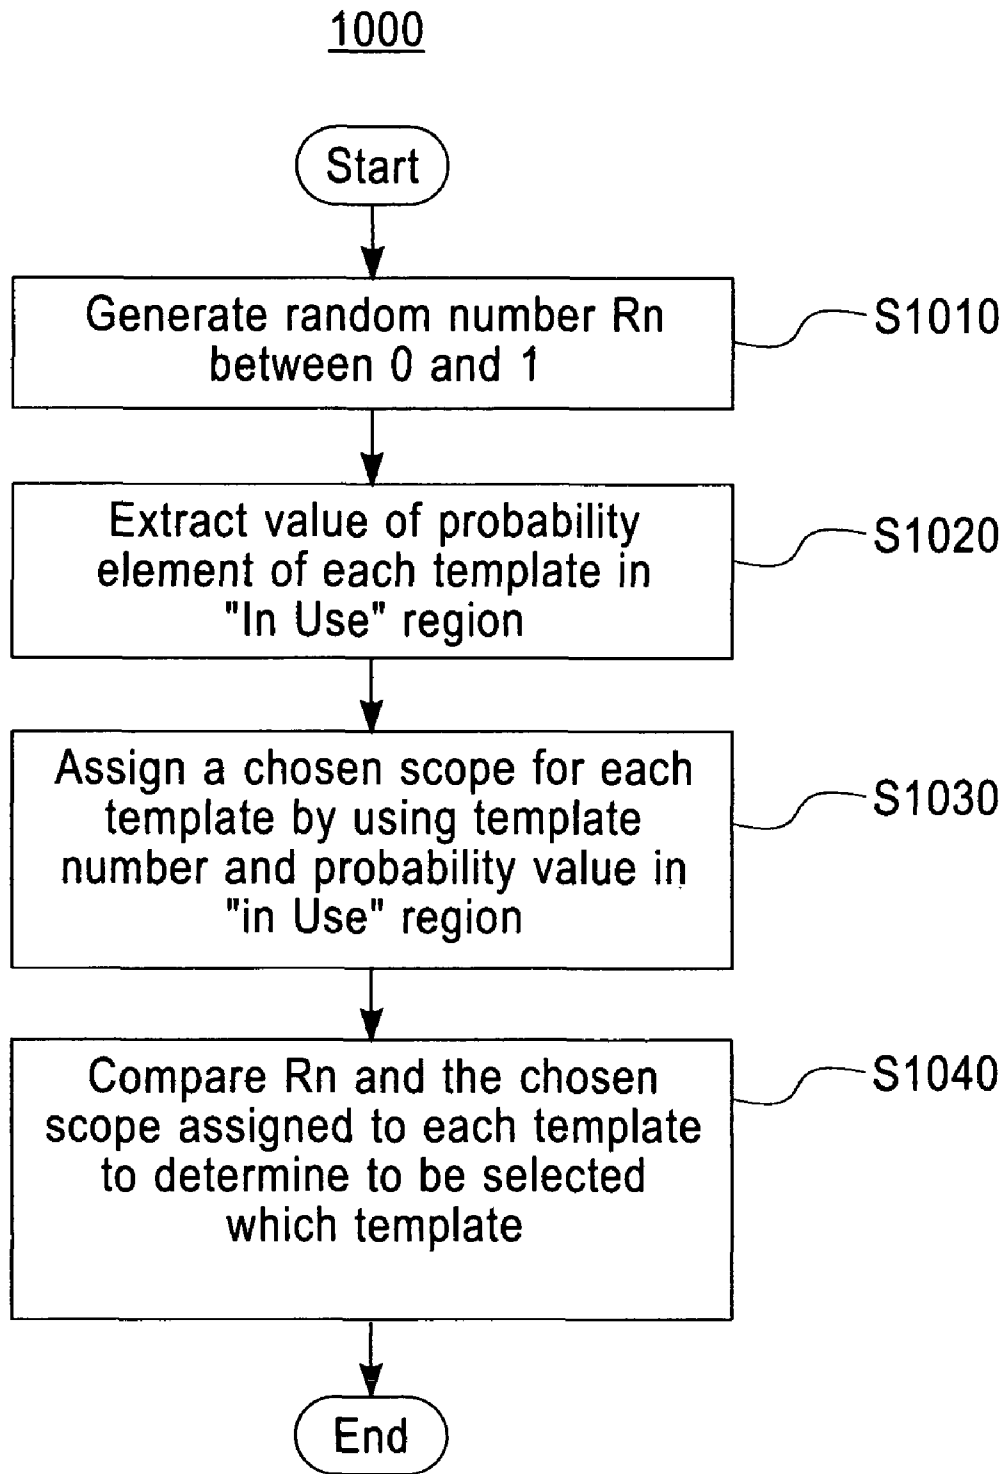 1000
Start
Generate random number Rn
between 0 and 1
S1010
Extract value of probability
element of each template in
"In Use" region
S1020
Assign a chosen scope for each
template by using template
number and probability value in
"in Use" region
S1030
Compare Rn and the chosen
scope assigned to each template
to determine to be selected
which template
S1040
End